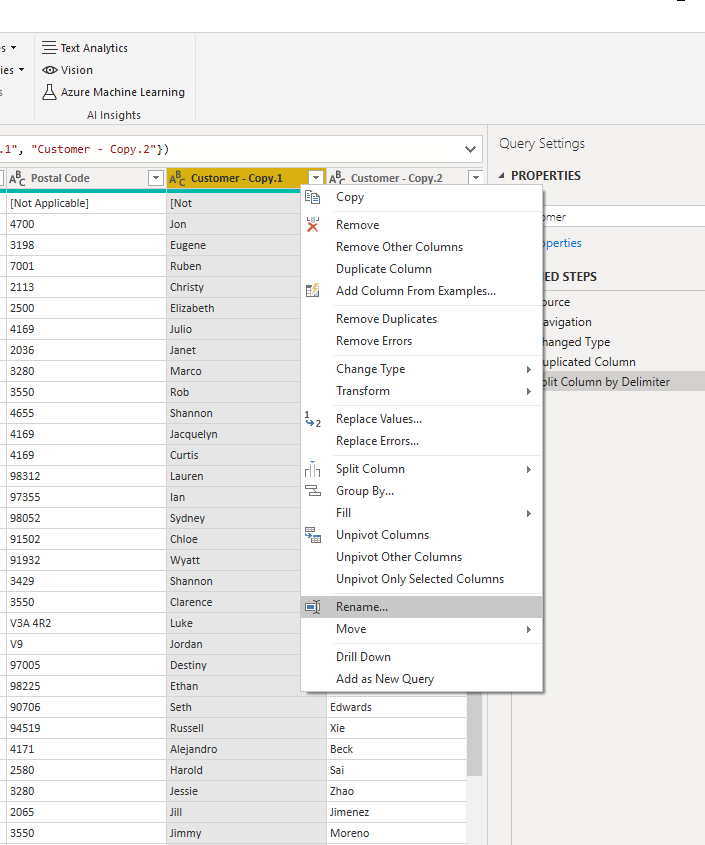 es
Text Analytics
ies
Vision
s
Azure Machine Learning
AI Insights
.1", "Customer - Copy.2"})
Query Settings
ABC Postal Code
ABC Customer - Copy.1
ABC Customer - Copy.2
PROPERTIES
[Not Applicable]
[Not
4700
Jon
omer
3198
Eugene
operties
7001
Ruben
2113
Christy
ED STEPS
2500
Elizabeth
ource
4169
Julio
avigation
2036
Janet
hanged Type
3280
Marco
uplicated Column
3550
Rob
plit Column by Delimiter
4655
Shannon
4169
Jacquelyn
4169
Curtis
98312
Lauren
97355
Ian
98052
Sydney
91502
Chloe
91932
Wyatt
3429
Shannon
3550
Clarence
V3A 4R2
Luke
V9
Jordan
97005
Destiny
98225
Ethan
90706
Seth
Edwards
94519
Russell
Xie
4171
Alejandro
Beck
2580
Harold
Sai
3280
Jessie
Zhao
2065
Jill
Jimenez
3550
Jimmy
Moreno
Copy
Remove
Remove Other Columns
Duplicate Column
Add Column From Examples...
Remove Duplicates
Remove Errors
Change Type
Transform
1
2
Replace Values...
Replace Errors...
Split Column
Group By...
Fill
Unpivot Columns
Unpivot Other Columns
Unpivot Only Selected Columns
Rename...
Move
Drill Down
Add as New Query